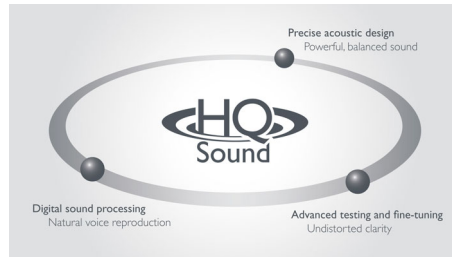 Precise acoustic design
Powerful, balanced sound
HQ
Sound
Digital sound processing
Natural voice reproduction
Advanced testing and fine-tuning
Undistorted clarity